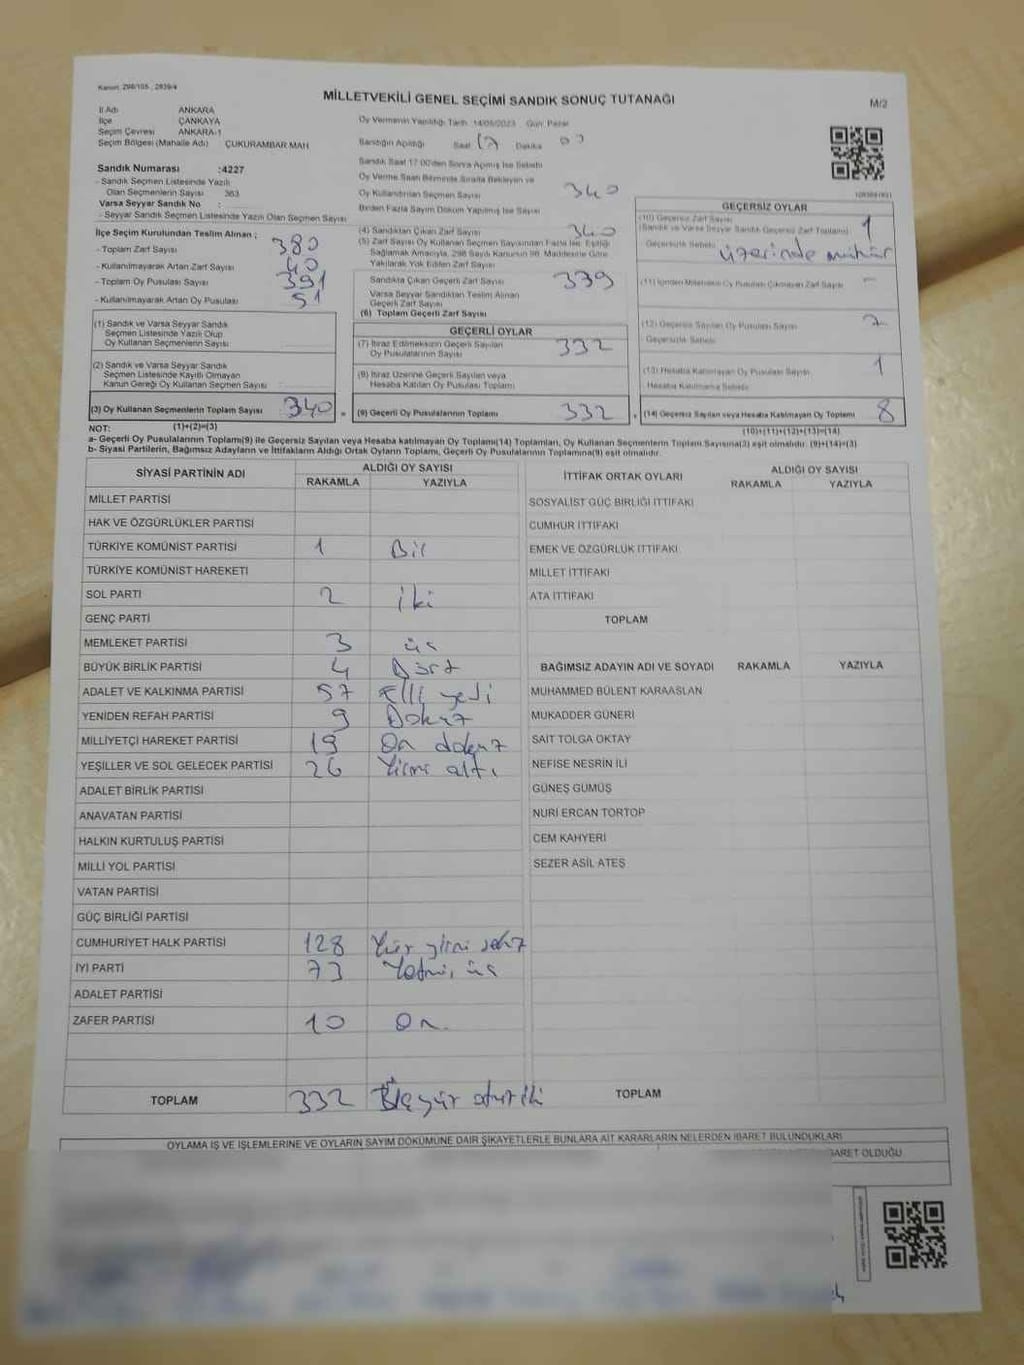 Kanun: 298/105 , 2839/4
MİLLETVEKİLİ GENEL SEÇİMİ SANDIK SONUÇ TUTANAĞI
M/2
İl Adı ANKARA
İlçe ÇANKAYA
Seçim Çevresi ANKARA-1
Seçim Bölgesi (Mahalle Adı) ÇUKURAMBAR MAH
Sandık Numarası :4227
- Sandık Seçmen Listesinde Yazılı
Olan Seçmenlerin Sayısı 363
Varsa Seyyar Sandık No :
- Seyyar Sandık Seçmen Listesinde Yazılı Olan Seçmen Sayısı
İlçe Seçim Kurulundan Teslim Alınan ;
- Toplam Zarf Sayısı 380
- Kullanılmayarak Artan Zarf Sayısı 40
- Toplam Oy Pusulası Sayısı 391
- Kullanılmayarak Artan Oy Pusulası 51
(1) Sandık ve Varsa Seyyar Sandık
Seçmen Listesinde Yazılı Olup
Oy Kullanan Seçmenlerin Sayısı
(2) Sandık ve Varsa Seyyar Sandık
Seçmen Listesinde Kayıtlı Olmayan
Kanun Gereği Oy Kullanan Seçmen Sayısı
(3) Oy Kullanan Seçmenlerin Toplam Sayısı 340
(1)+(2)=(3)
Oy Vermenin Yapıldığı Tarih 14/05/2023 Gün: Pazar
Sandığın Açıldığı Saat 17 Dakika
Sandık Saat 17:00'den Sonra Açılmış İse Sebebi
Oy Verme Saati Bitiminde Sırada Bekleyen ve
Oy Kullandırılan Seçmen Sayısı 340
Birden Fazla Sayım Döküm Yapılmış İse Sayısı
(4) Sandıktan Çıkan Zarf Sayısı 340
(5) Zarf Sayısı Oy Kullanan Seçmen Sayısından Fazla İse, Eşitliği
Sağlamak Amacıyla, 298 Sayılı Kanunun 98. Maddesine Göre
Yakılarak Yok Edilen Zarf Sayısı
Sandıkta Çıkan Geçerli Zarf Sayısı 339
Varsa Seyyar Sandıktan Teslim Alınan
Geçerli Zarf Sayısı
(6) Toplam Geçerli Zarf Sayısı
GEÇERLİ OYLAR
(7) İtiraz Edilmeksizin Geçerli Sayılan
Oy Pusulalarının Sayısı 332
(8) İtiraz Üzerine Geçerli Sayılan veya
Hesaba Katılan Oy Pusulası Toplamı
(9) Geçerli Oy Pusulalarının Toplamı 332
GEÇERSİZ OYLAR
(10) Geçersiz Zarf Sayısı
(Sandık ve Varsa Seyyar Sandık Geçersiz Zarf Toplamı) 1
Geçersizlik Sebebi üzerinde mühür
(11) İçinden Milletvekili Oy Pusulası Çıkmayan Zarf Sayısı -
(12) Geçersiz Sayılan Oy Pusulası Sayısı
Geçersizlik Sebebi
(13) Hesaba Katılmayan Oy Pusulası Sayısı 1
Hesaba Katılmama Sebebi
(14) Geçersiz Sayılan veya Hesaba Katılmayan Oy Toplamı 8
(10)+(11)+(12)+(13)=(14)
NOT:
a- Geçerli Oy Pusulalarının Toplamı(9) ile Geçersiz Sayılan veya Hesaba katılmayan Oy Toplamı(14) Toplamları, Oy Kullanan Seçmenlerin Toplam Sayısına(3) eşit olmalıdır. (9)+(14)=(3)
b- Siyasi Partilerin, Bağımsız Adayların ve İttifakların Aldığı Ortak Oyların Toplamı, Geçerli Oy Pusulalarının Toplamına(9) eşit olmalıdır.
SİYASİ PARTİNİN ADI ALDIĞI OY SAYISI
RAKAMLA YAZIYLA
MİLLET PARTİSİ
HAK VE ÖZGÜRLÜKLER PARTİSİ
TÜRKİYE KOMÜNİST PARTİSİ 1 Bir
TÜRKİYE KOMÜNİST HAREKETİ
SOL PARTİ 2 iki
GENÇ PARTİ
MEMLEKET PARTİSİ 3 üç
BÜYÜK BİRLİK PARTİSİ 4 Dört
ADALET VE KALKINMA PARTİSİ 57 Elli yedi
YENİDEN REFAH PARTİSİ 9 Dokuz
MİLLİYETÇİ HAREKET PARTİSİ 19 On dokuz
YEŞİLLER VE SOL GELECEK PARTİSİ 26 Yirmi altı
ADALET BİRLİK PARTİSİ
ANAVATAN PARTİSİ
HALKIN KURTULUŞ PARTİSİ
MİLLİ YOL PARTİSİ
VATAN PARTİSİ
GÜÇ BİRLİĞİ PARTİSİ
CUMHURİYET HALK PARTİSİ 128 Yüz yirmi sekiz
İYİ PARTİ 73 Yetmiş üç
ADALET PARTİSİ
ZAFER PARTİSİ 10 On
TOPLAM 332 Üçyüz otuz iki
İTTİFAK ORTAK OYLARI ALDIĞI OY SAYISI
RAKAMLA YAZIYLA
SOSYALİST GÜÇ BİRLİĞİ İTTİFAKI
CUMHUR İTTİFAKI
EMEK VE ÖZGÜRLÜK İTTİFAKI
MİLLET İTTİFAKI
ATA İTTİFAKI
TOPLAM
BAĞIMSIZ ADAYIN ADI VE SOYADI RAKAMLA YAZIYLA
MUHAMMED BÜLENT KARAASLAN
MUKADDER GÜNERİ
SAİT TOLGA OKTAY
NEFİSE NESRİN İLİ
GÜNEŞ GÜMÜŞ
NURİ ERCAN TORTOP
CEM KAHYERİ
SEZER ASİL ATEŞ
TOPLAM
OYLAMA İŞ VE İŞLEMLERİNE VE OYLARIN SAYIM DÖKÜMÜNE DAİR ŞİKAYETLERLE BUNLARA AİT KARARLARIN NELERDEN İBARET BULUNDUKLARI
OLDUĞU